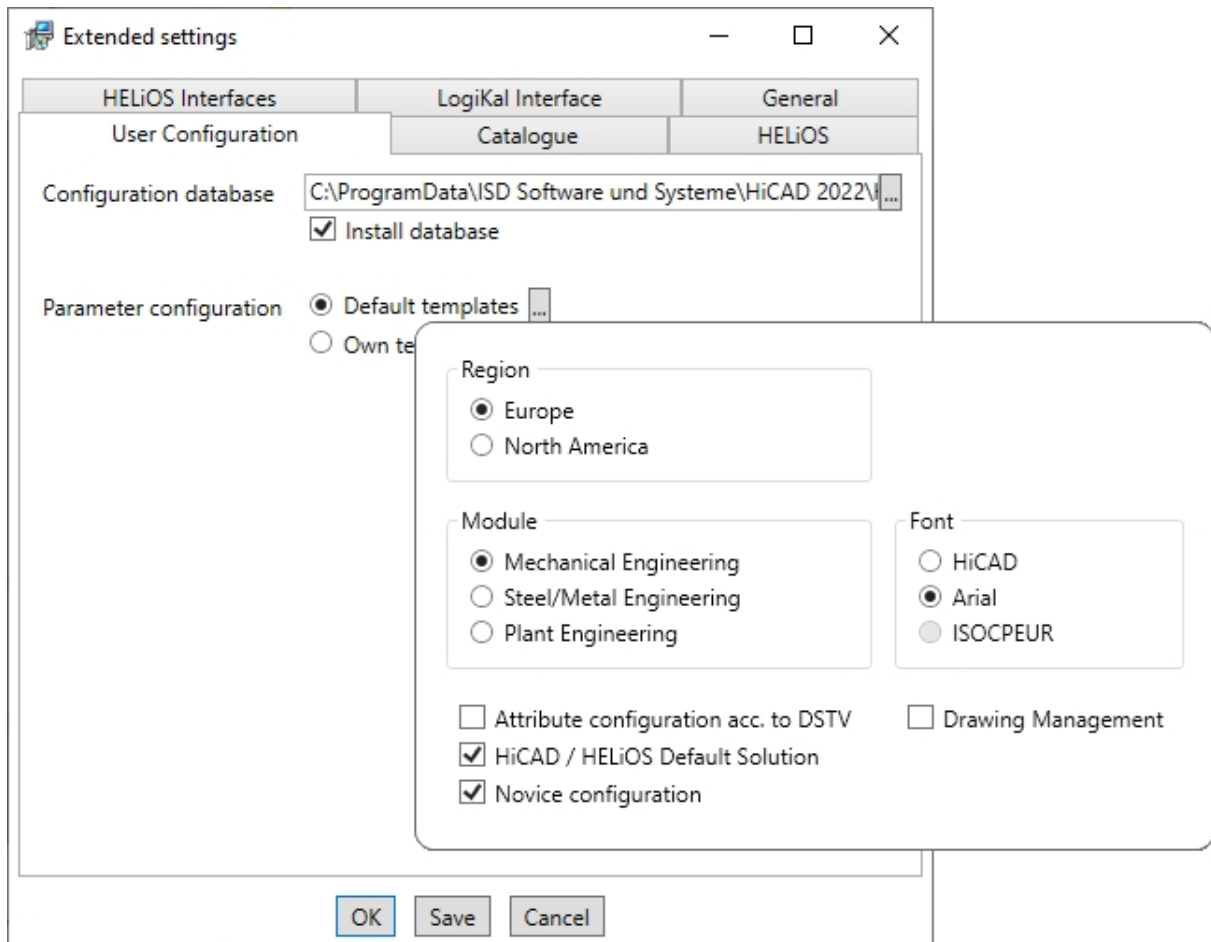 Extended settings
HELiOS Interfaces
LogiKal Interface
General
User Configuration
Catalogue
HELiOS
Configuration database
C:\ProgramData\ISD Software und Systeme\HiCAD 2022\
...
Install database
Parameter configuration
Default templates
...
Own te
Region
Europe
North America
Module
Font
Mechanical Engineering
HiCAD
Steel/Metal Engineering
Arial
Plant Engineering
ISOCPEUR
Attribute configuration acc. to DSTV
Drawing Management
HiCAD / HELiOS Default Solution
Novice configuration
OK
Save
Cancel